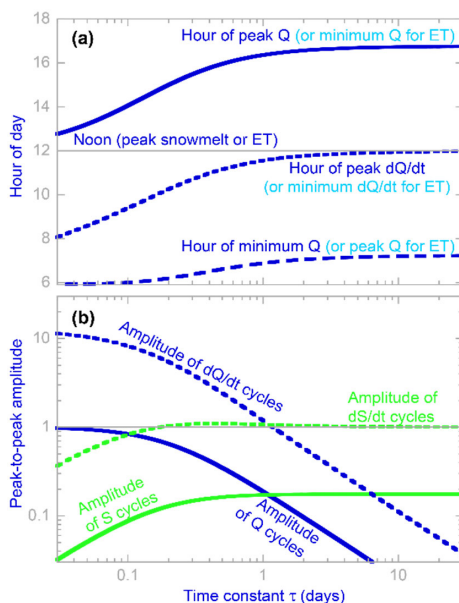 (a)
Hour of peak Q (or minimum Q for ET)
Noon (peak snowmelt or ET)
Hour of peak dQ/dt
(or minimum dQ/dt for ET)
Hour of minimum Q (or peak Q for ET)
Hour of day
18
16
14
12
10
8
6
(b)
Amplitude of dQ/dt cycles
Amplitude of
dS/dt cycles
Amplitude
of S cycles
Amplitude
of Q cycles
Peak-to-peak amplitude
10
1
0.1
0.1
1
10
Time constant τ (days)